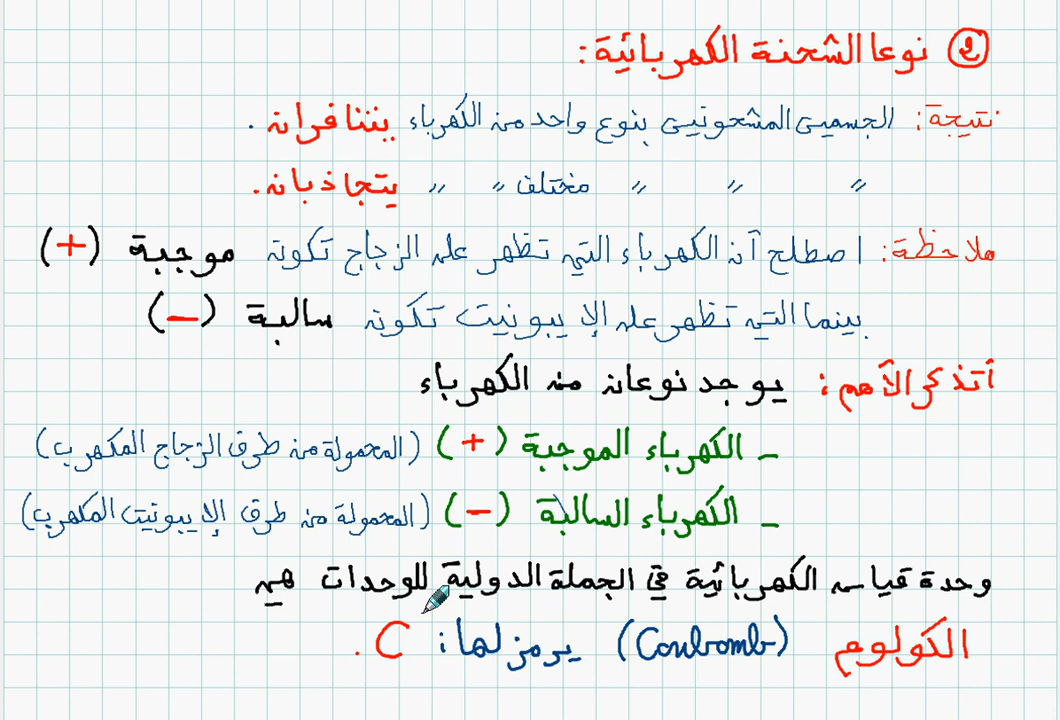 ② نوعا الشحنة الكهربائية:
نتيجة: الجسمين المشحونين بنوع واحد من الكهرباء يتنافران.
〃 〃 〃 مختلف 〃 〃 يتجاذبان.
ملاحظة: اصطلح أن الكهرباء التي تظهر على الزجاج تكون موجبة (+)
بينما التي تظهر على الإيبونيت تكون سالبة (−)
أتذكر الأهم: يوجد نوعان من الكهرباء
- الكهرباء الموجبة (+) (المحمولة من طرف الزجاج المكهرب)
- الكهرباء السالبة (−) (المحمولة من طرف الإيبونيت المكهرب)
وحدة قياس الكهربائية في الجملة الدولية للوحدات هي
الكولوم (Coulomb) يرمز لها: C.